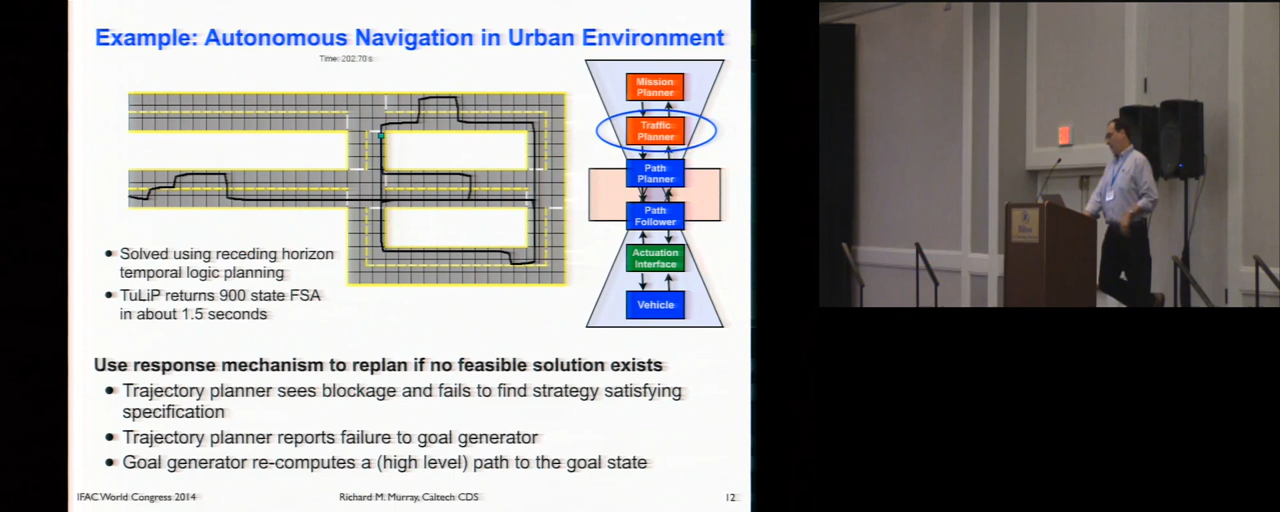 Example: Autonomous Navigation in Urban Environment
Time: 202.70 s
Mission
Planner
Traffic
Planner
Path
Planner
Path
Follower
Actuation
Interface
Vehicle
• Solved using receding horizon
temporal logic planning
• TuLiP returns 900 state FSA
in about 1.5 seconds
Use response mechanism to replan if no feasible solution exists
• Trajectory planner sees blockage and fails to find strategy satisfying
specification
• Trajectory planner reports failure to goal generator
• Goal generator re-computes a (high level) path to the goal state
IFAC World Congress 2014
Richard M. Murray, Caltech CDS
12